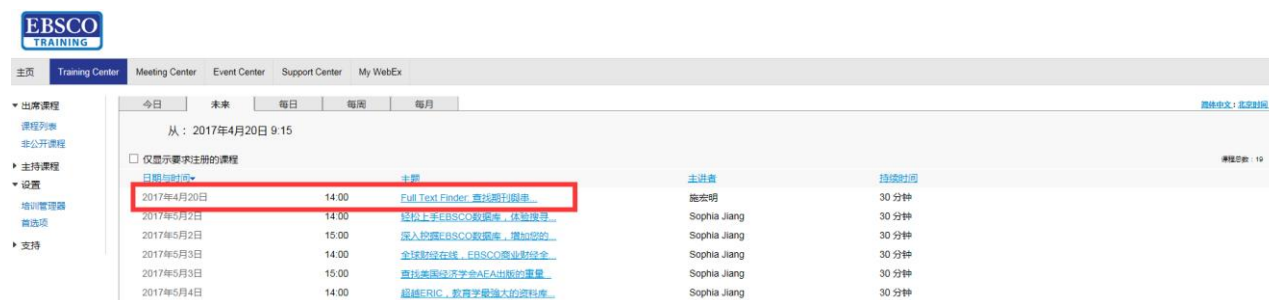 EBSCO
TRAINING
主页 Training Center Meeting Center Event Center Support Center My WebEx
出席课程
课程列表
非公开课程
主持课程
设置
培训管理器
首选项
支持
今日 未来 每日 每周 每月
简体中文 : 北京时间
从： 2017年4月20日 9:15
仅显示要求注册的课程
课程总数 : 19
日期与时间 主题 主讲者 持续时间
2017年4月20日 14:00 Full Text Finder: 查找期刊與串... 施宏明 30 分钟
2017年5月2日 14:00 轻松上手EBSCO数据库，体验搜寻... Sophia Jiang 30 分钟
2017年5月2日 15:00 深入挖掘EBSCO数据库，增加您的... Sophia Jiang 30 分钟
2017年5月3日 14:00 全球财经在线，EBSCO商业财经全... Sophia Jiang 30 分钟
2017年5月3日 15:00 查找美国经济学会AEA出版的重量... Sophia Jiang 30 分钟
2017年5月4日 14:00 超越ERIC，教育学最强大的资料库... Sophia Jiang 30 分钟